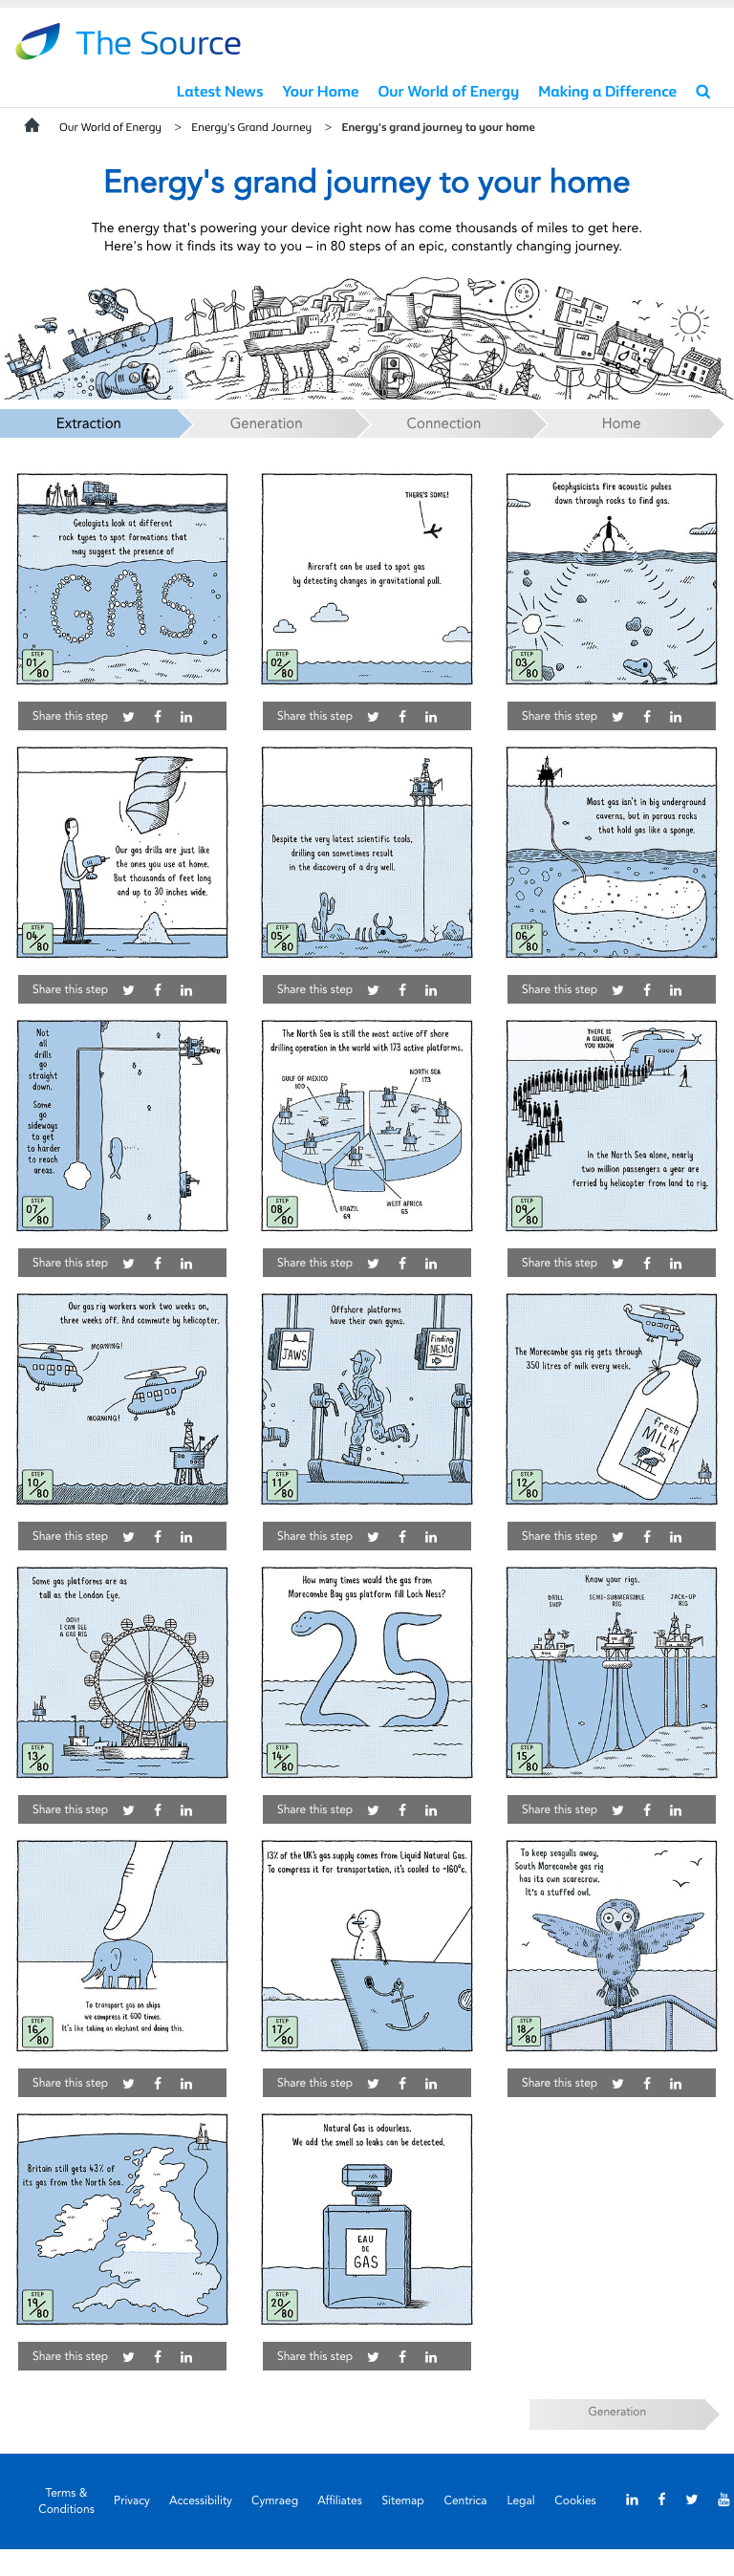 The Source
Latest News Your Home Our World of Energy Making a Difference
Our World of Energy > Energy's Grand Journey > Energy's grand journey to your home
Energy's grand journey to your home
The energy that's powering your device right now has come thousands of miles to get here.
Here's how it finds its way to you – in 80 steps of an epic, constantly changing journey.
LNG
Extraction Generation Connection Home
Geologists look at different
rock types to spot formations that
may suggest the presence of
GAS
STEP
01/80
THERE'S SOME!
Aircraft can be used to spot gas
by detecting changes in gravitational pull.
STEP
02/80
Geophysicists fire acoustic pulses
down through rocks to find gas.
STEP
03/80
Share this step
Share this step
Share this step
Our gas drills are just like
the ones you use at home.
But thousands of feet long
and up to 30 inches wide.
STEP
04/80
Despite the very latest scientific tools,
drilling can sometimes result
in the discovery of a dry well.
STEP
05/80
Most gas isn't in big underground
caverns, but in porous rocks
that hold gas like a sponge.
STEP
06/80
Share this step
Share this step
Share this step
Not
all
drills
go
straight
down.
Some
go
sideways
to get
to harder
to reach
areas.
STEP
07/80
The North Sea is still the most active off shore
drilling operation in the world with 173 active platforms.
GULF OF MEXICO
100
NORTH SEA
173
BRAZIL
69
WEST AFRICA
65
STEP
08/80
THERE IS
A QUEUE,
YOU KNOW
In the North Sea alone, nearly
two million passengers a year are
ferried by helicopter from land to rig.
STEP
09/80
Share this step
Share this step
Share this step
Our gas rig workers work two weeks on,
three weeks off. And commute by helicopter.
MORNING!
MORNING!
STEP
10/80
Offshore platforms
have their own gyms.
JAWS
Finding
NEMO
STEP
11/80
The Morecambe gas rig gets through
350 litres of milk every week.
fresh
MILK
STEP
12/80
Share this step
Share this step
Share this step
Some gas platforms are as
tall as the London Eye.
OOH!
I CAN SEE
A GAS RIG
STEP
13/80
How many times would the gas from
Morecambe Bay gas platform fill Loch Ness?
25
STEP
14/80
Know your rigs.
DRILL
SHIP
SEMI-SUBMERSIBLE
RIG
JACK-UP
RIG
STEP
15/80
Share this step
Share this step
Share this step
To transport gas on ships
we compress it 600 times.
It's like taking an elephant and doing this.
STEP
16/80
13% of the UK's gas supply comes from Liquid Natural Gas.
To compress it for transportation, it's cooled to -160°c.
STEP
17/80
To keep seagulls away,
South Morecambe gas rig
has its own scarecrow.
It's a stuffed owl.
STEP
18/80
Share this step
Share this step
Share this step
Britain still gets 43% of
its gas from the North Sea.
STEP
19/80
Natural Gas is odourless.
We add the smell so leaks can be detected.
EAU
DE
GAS
STEP
20/80
Share this step
Share this step
Generation
Terms &
Conditions
Privacy Accessibility Cymraeg Affiliates Sitemap Centrica Legal Cookies
You
Tube